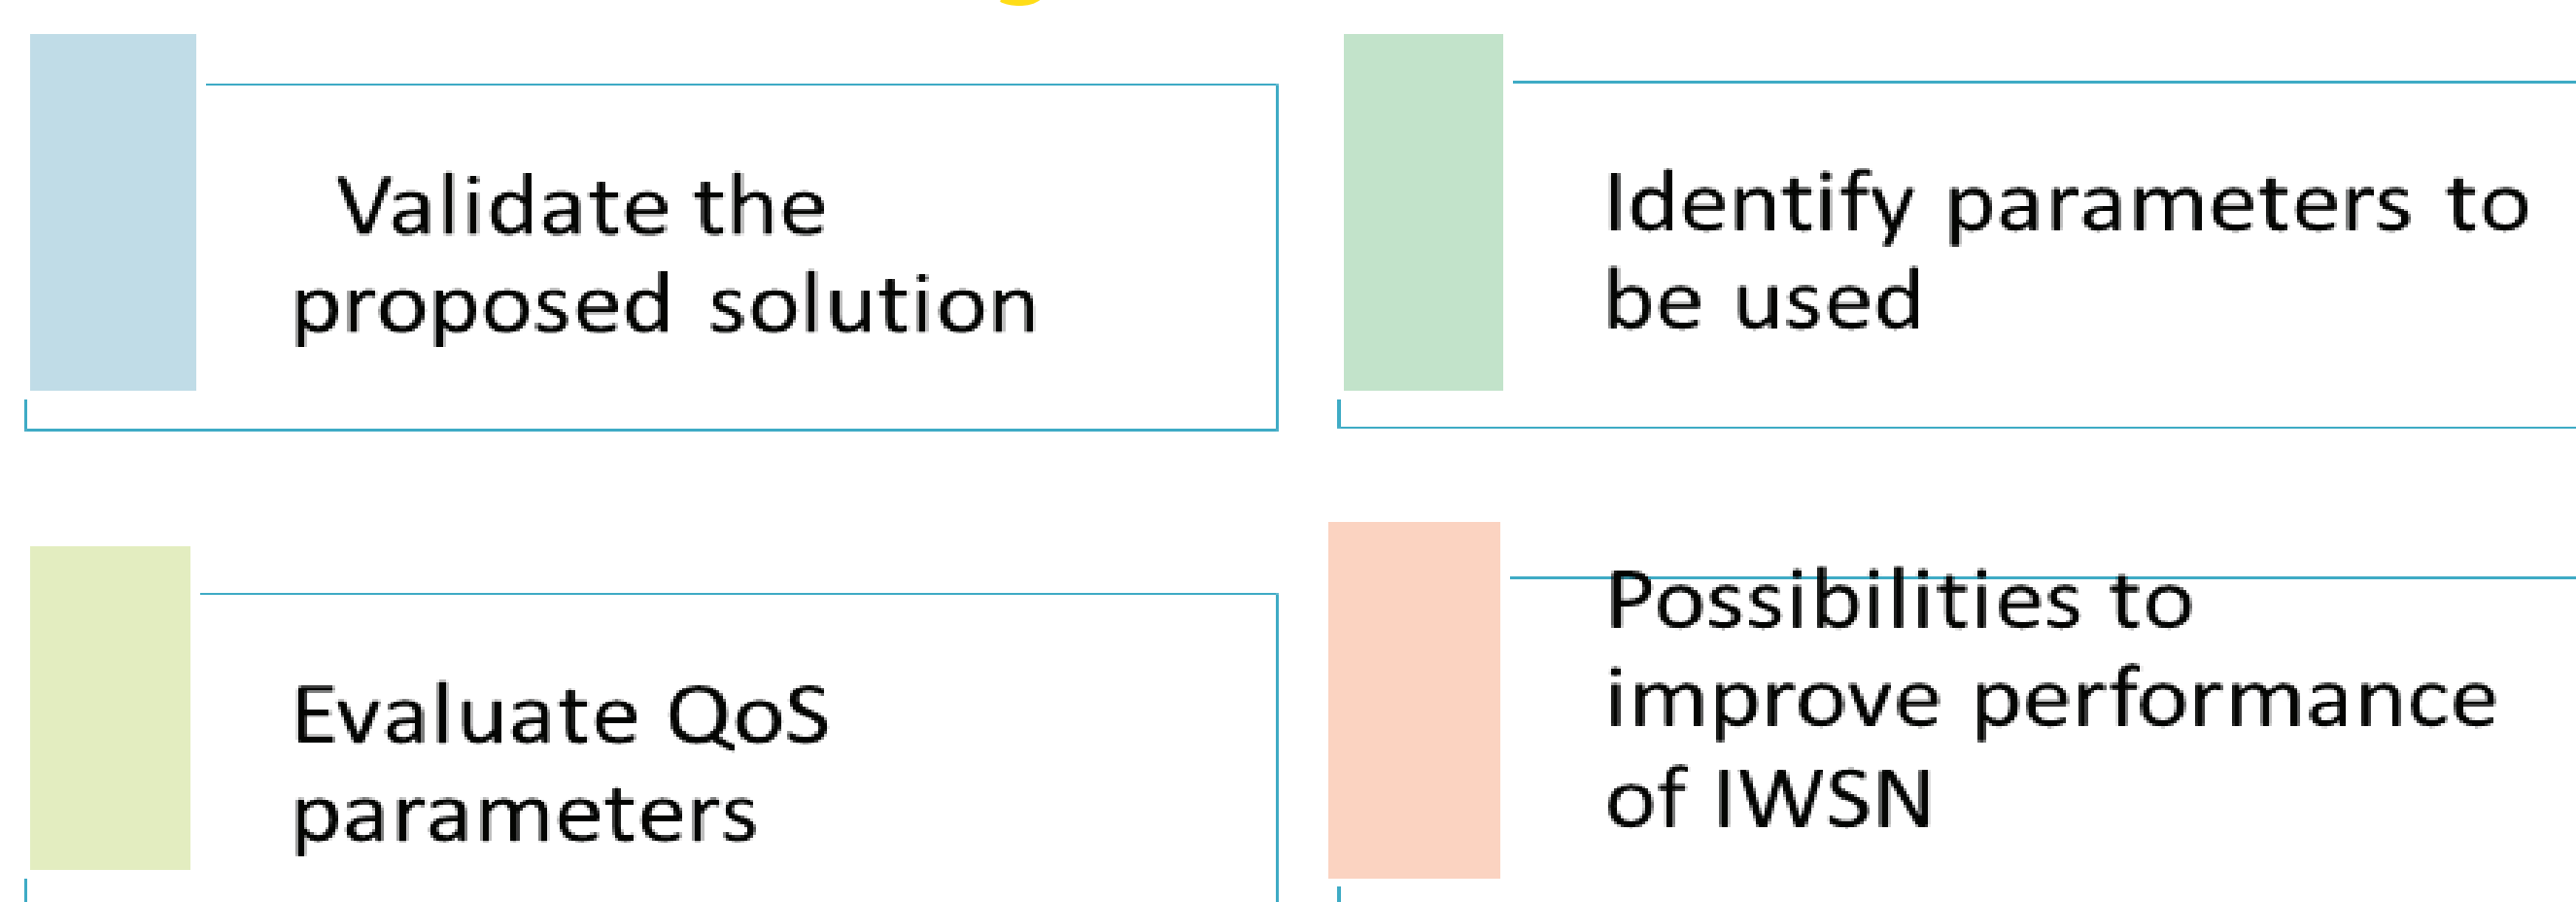 Validate the
proposed solution
Identify parameters to
be used
Evaluate QoS
parameters
Possibilities to
improve performance
of IWSN